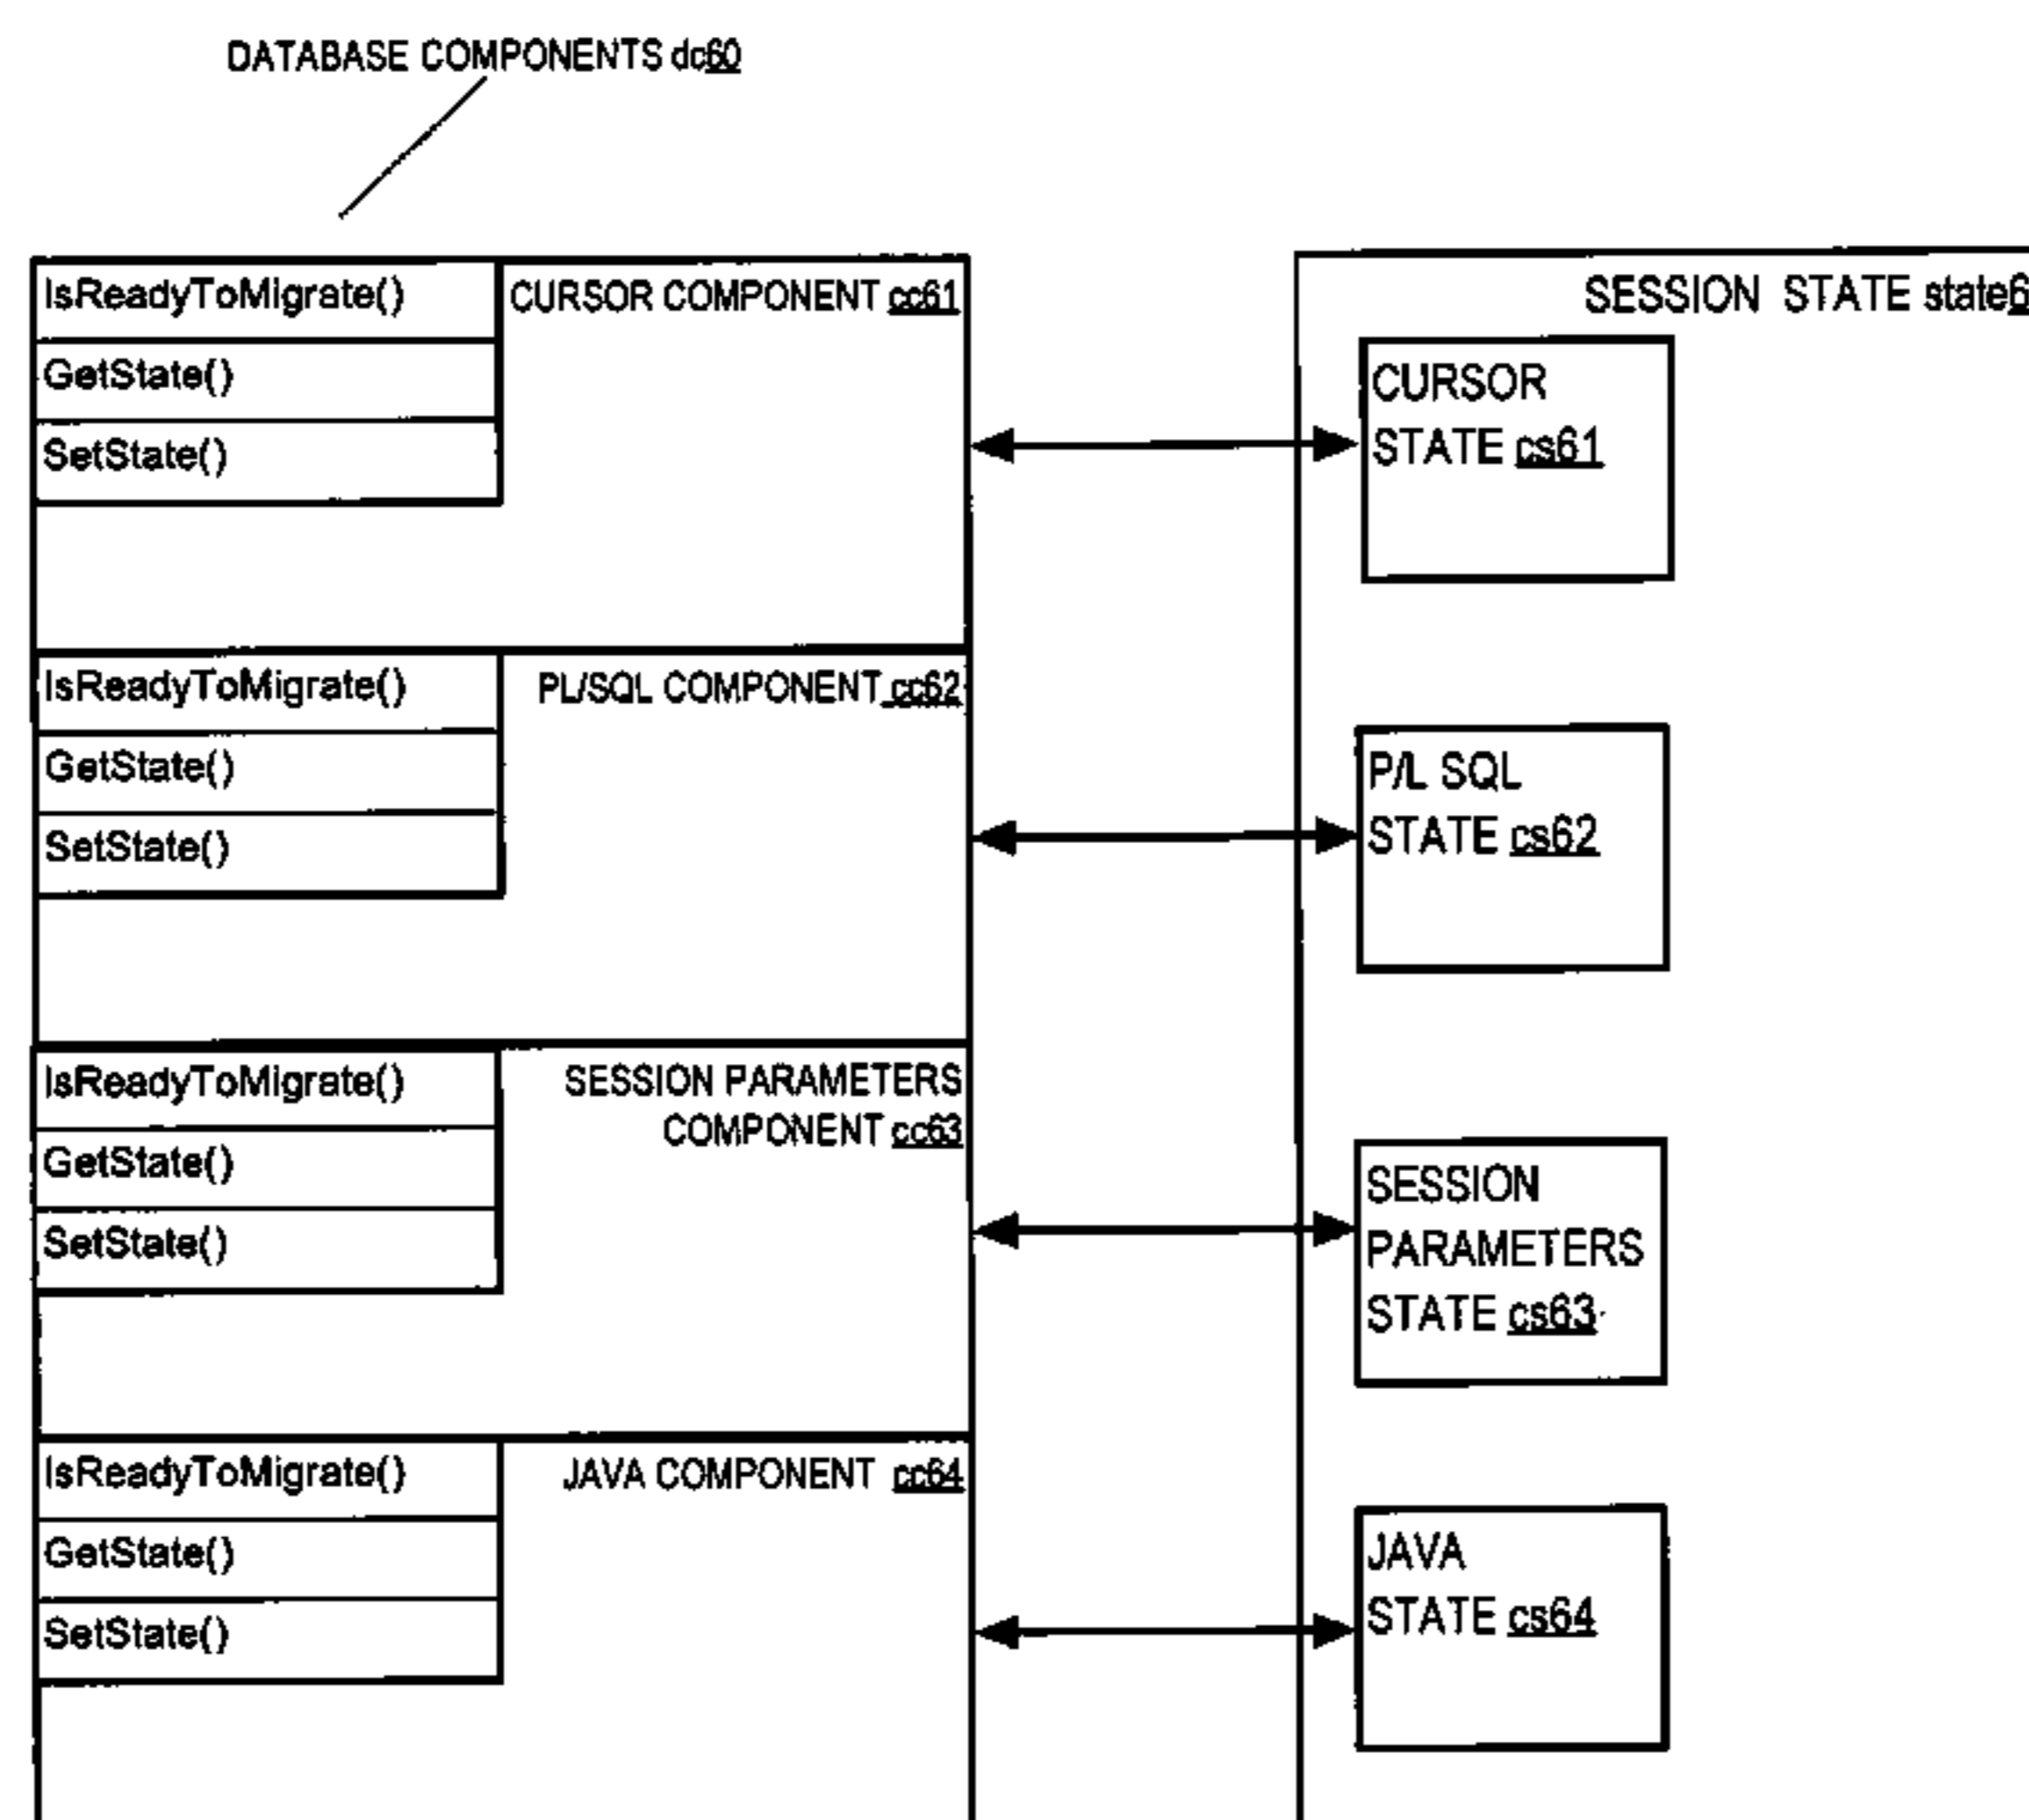 DATABASE COMPONENTS dc60
IsReadyToMigrate()
CURSOR COMPONENT cc61
GetState()
SetState()
IsReadyToMigrate()
PL/SQL COMPONENT cc62
GetState()
SetState()
IsReadyToMigrate()
SESSION PARAMETERS
COMPONENT cc63
GetState()
SetState()
IsReadyToMigrate()
JAVA COMPONENT cc64
GetState()
SetState()
SESSION STATE
CURSOR
STATE cs61
P/L SQL
STATE cs62
SESSION
PARAMETERS
STATE cs63
JAVA
STATE cs64